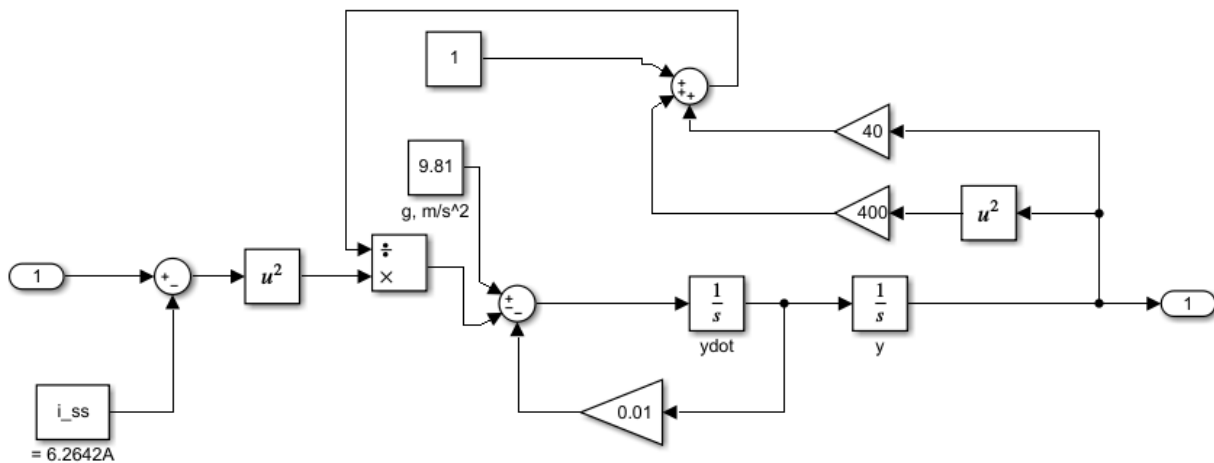 1
+
+
+
40
9.81
g, m/s^2
400
u²
÷
×
1
+
−
u²
+
−
−
1
s
ydot
1
s
y
1
0.01
i_ss
= 6.2642A